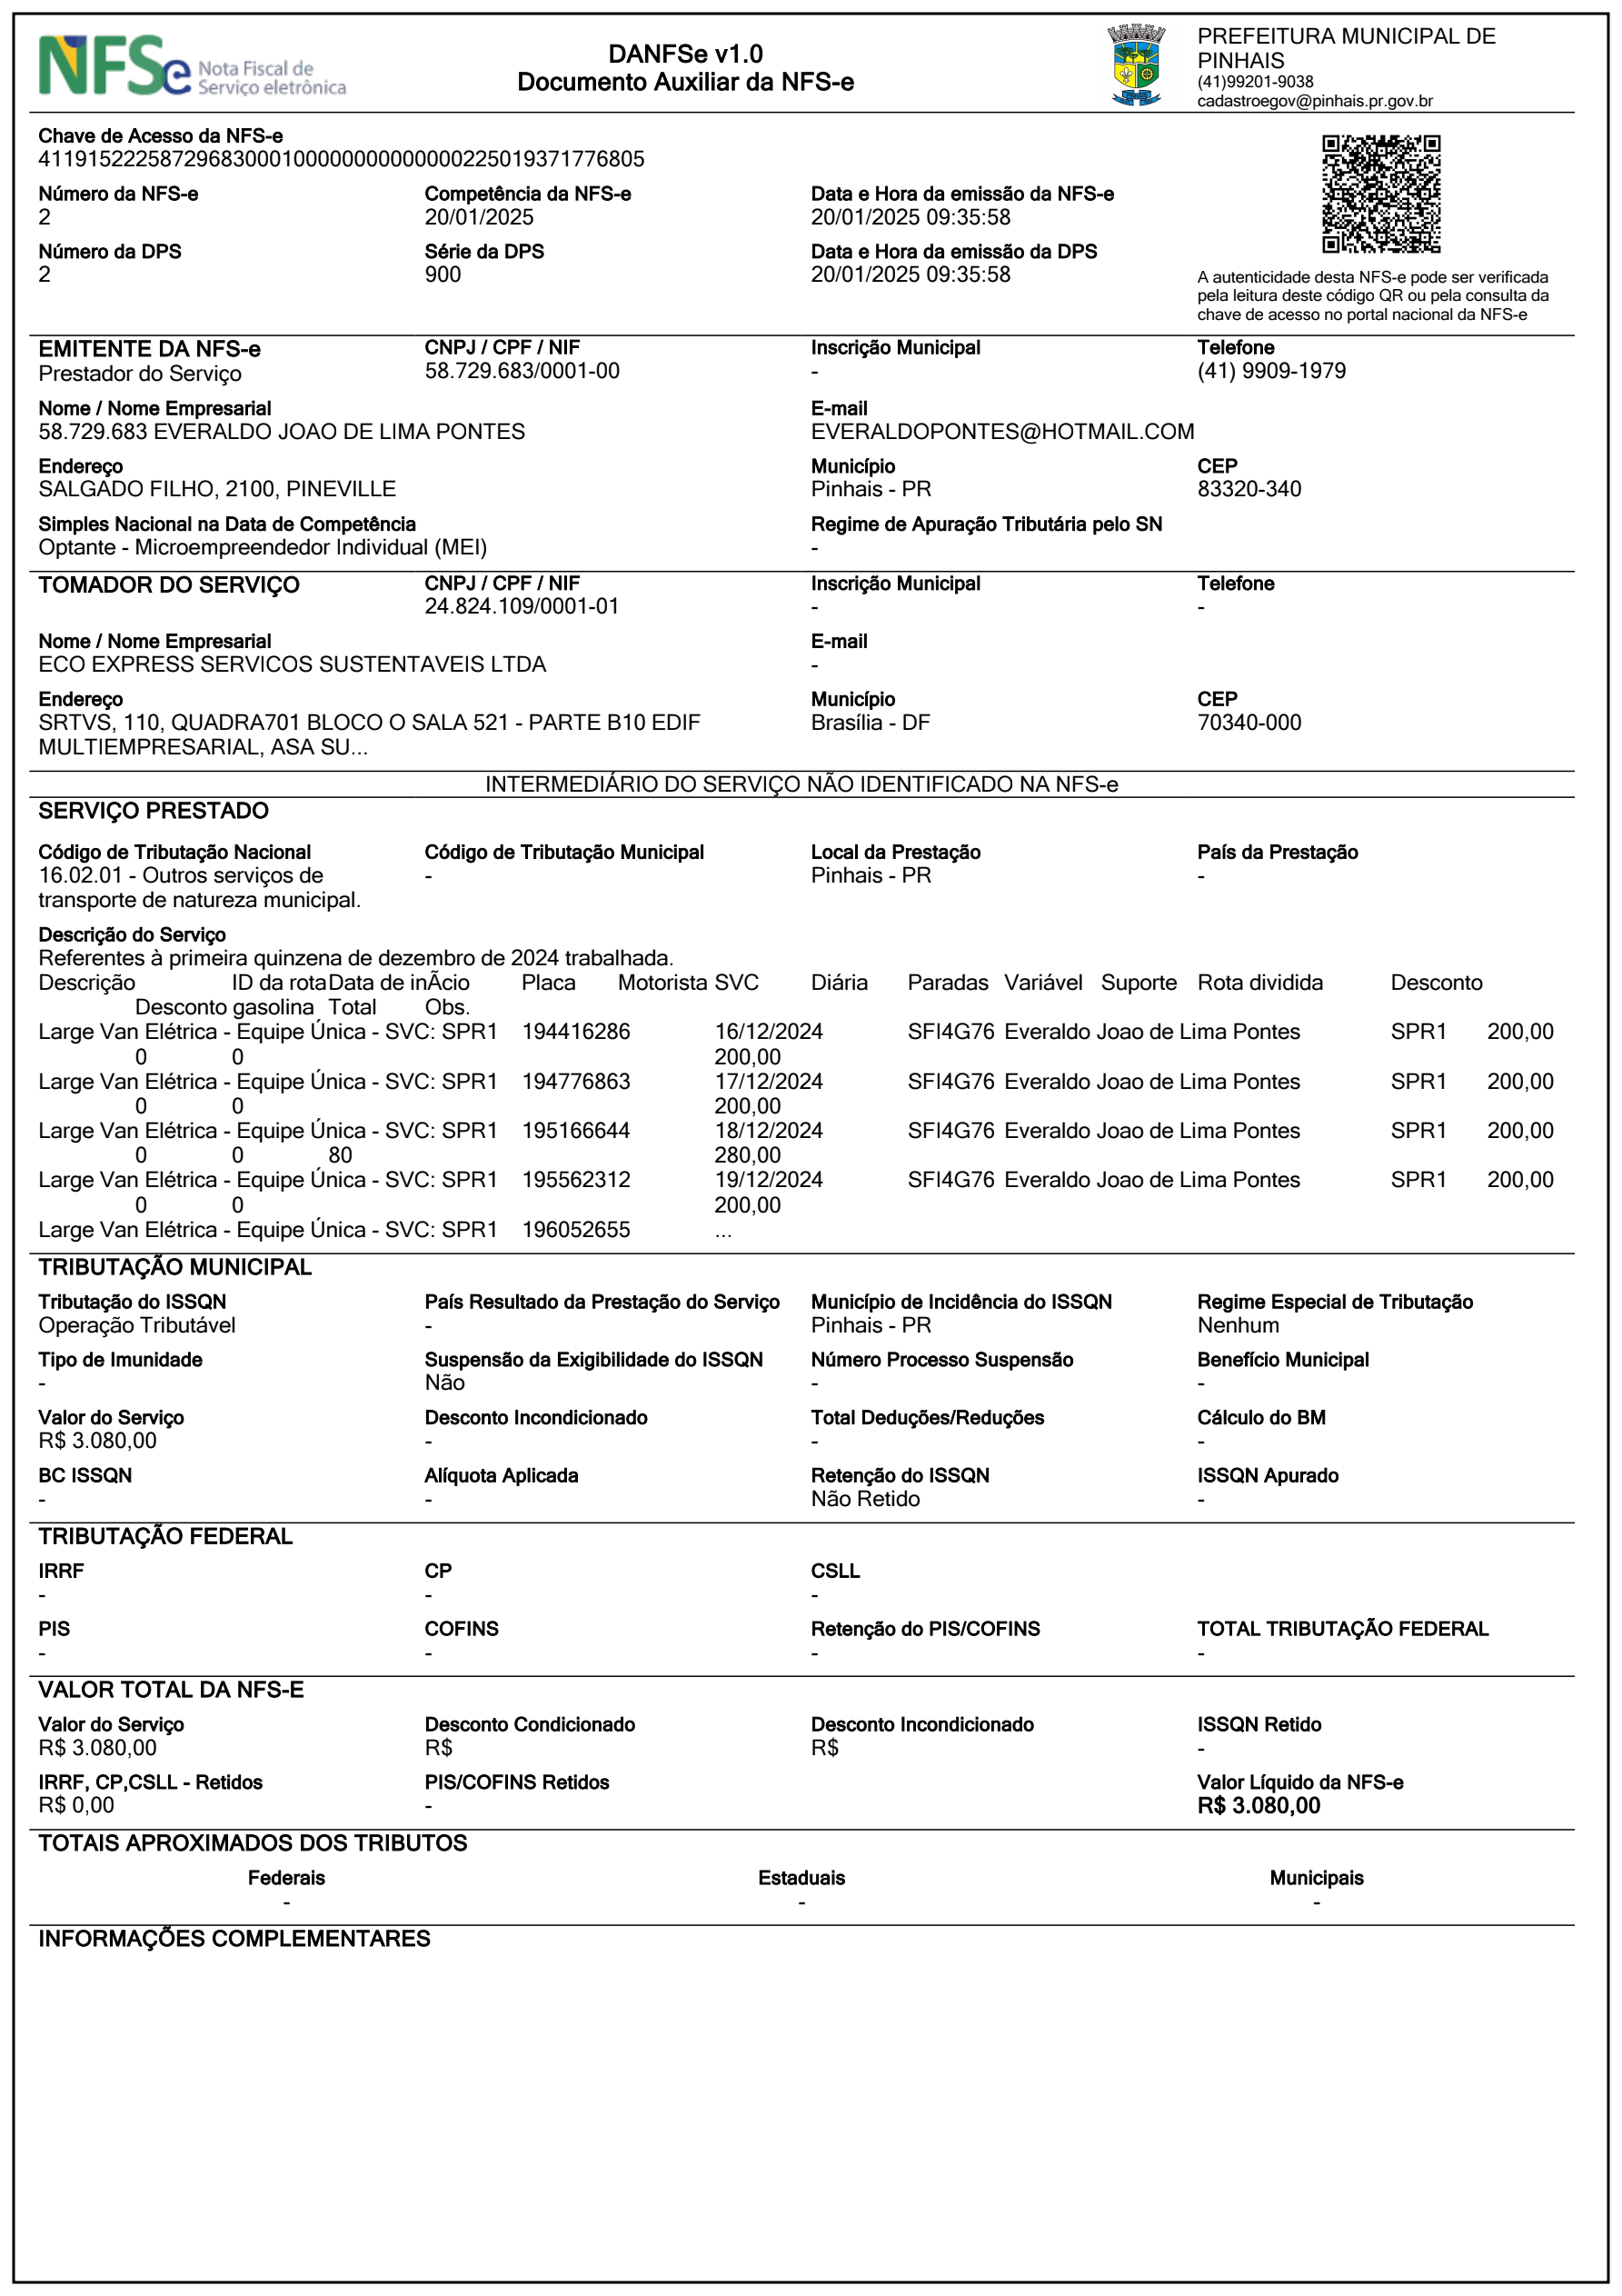 NFSe Nota Fiscal de Serviço eletrônica
DANFSe v1.0
Documento Auxiliar da NFS-e
PREFEITURA MUNICIPAL DE
PINHAIS
(41)99201-9038
cadastroegov@pinhais.pr.gov.br
Chave de Acesso da NFS-e
41191522258729683000100000000000000225019371776805
Número da NFS-e Competência da NFS-e Data e Hora da emissão da NFS-e
2 20/01/2025 20/01/2025 09:35:58
Número da DPS Série da DPS Data e Hora da emissão da DPS
2 900 20/01/2025 09:35:58
A autenticidade desta NFS-e pode ser verificada
pela leitura deste código QR ou pela consulta da
chave de acesso no portal nacional da NFS-e
EMITENTE DA NFS-e CNPJ / CPF / NIF Inscrição Municipal Telefone
Prestador do Serviço 58.729.683/0001-00 - (41) 9909-1979
Nome / Nome Empresarial E-mail
58.729.683 EVERALDO JOAO DE LIMA PONTES EVERALDOPONTES@HOTMAIL.COM
Endereço Município CEP
SALGADO FILHO, 2100, PINEVILLE Pinhais - PR 83320-340
Simples Nacional na Data de Competência Regime de Apuração Tributária pelo SN
Optante - Microempreendedor Individual (MEI) -
TOMADOR DO SERVIÇO CNPJ / CPF / NIF Inscrição Municipal Telefone
24.824.109/0001-01 - -
Nome / Nome Empresarial E-mail
ECO EXPRESS SERVICOS SUSTENTAVEIS LTDA -
Endereço Município CEP
SRTVS, 110, QUADRA701 BLOCO O SALA 521 - PARTE B10 EDIF Brasília - DF 70340-000
MULTIEMPRESARIAL, ASA SU...
INTERMEDIÁRIO DO SERVIÇO NÃO IDENTIFICADO NA NFS-e
SERVIÇO PRESTADO
Código de Tributação Nacional Código de Tributação Municipal Local da Prestação País da Prestação
16.02.01 - Outros serviços de - Pinhais - PR -
transporte de natureza municipal.
Descrição do Serviço
Referentes à primeira quinzena de dezembro de 2024 trabalhada.
Descrição ID da rota Data de inÃcio Placa Motorista SVC Diária Paradas Variável Suporte Rota dividida Desconto
Desconto gasolina Total Obs.
Large Van Elétrica - Equipe Única - SVC: SPR1 194416286 16/12/2024 SFI4G76 Everaldo Joao de Lima Pontes SPR1 200,00
0 0 200,00
Large Van Elétrica - Equipe Única - SVC: SPR1 194776863 17/12/2024 SFI4G76 Everaldo Joao de Lima Pontes SPR1 200,00
0 0 200,00
Large Van Elétrica - Equipe Única - SVC: SPR1 195166644 18/12/2024 SFI4G76 Everaldo Joao de Lima Pontes SPR1 200,00
0 0 80 280,00
Large Van Elétrica - Equipe Única - SVC: SPR1 195562312 19/12/2024 SFI4G76 Everaldo Joao de Lima Pontes SPR1 200,00
0 0 200,00
Large Van Elétrica - Equipe Única - SVC: SPR1 196052655 ...
TRIBUTAÇÃO MUNICIPAL
Tributação do ISSQN País Resultado da Prestação do Serviço Município de Incidência do ISSQN Regime Especial de Tributação
Operação Tributável - Pinhais - PR Nenhum
Tipo de Imunidade Suspensão da Exigibilidade do ISSQN Número Processo Suspensão Benefício Municipal
- Não - -
Valor do Serviço Desconto Incondicionado Total Deduções/Reduções Cálculo do BM
R$ 3.080,00 - - -
BC ISSQN Alíquota Aplicada Retenção do ISSQN ISSQN Apurado
- - Não Retido -
TRIBUTAÇÃO FEDERAL
IRRF CP CSLL
- - -
PIS COFINS Retenção do PIS/COFINS TOTAL TRIBUTAÇÃO FEDERAL
- - - -
VALOR TOTAL DA NFS-E
Valor do Serviço Desconto Condicionado Desconto Incondicionado ISSQN Retido
R$ 3.080,00 R$ R$ -
IRRF, CP,CSLL - Retidos PIS/COFINS Retidos Valor Líquido da NFS-e
R$ 0,00 - R$ 3.080,00
TOTAIS APROXIMADOS DOS TRIBUTOS
Federais Estaduais Municipais
- - -
INFORMAÇÕES COMPLEMENTARES